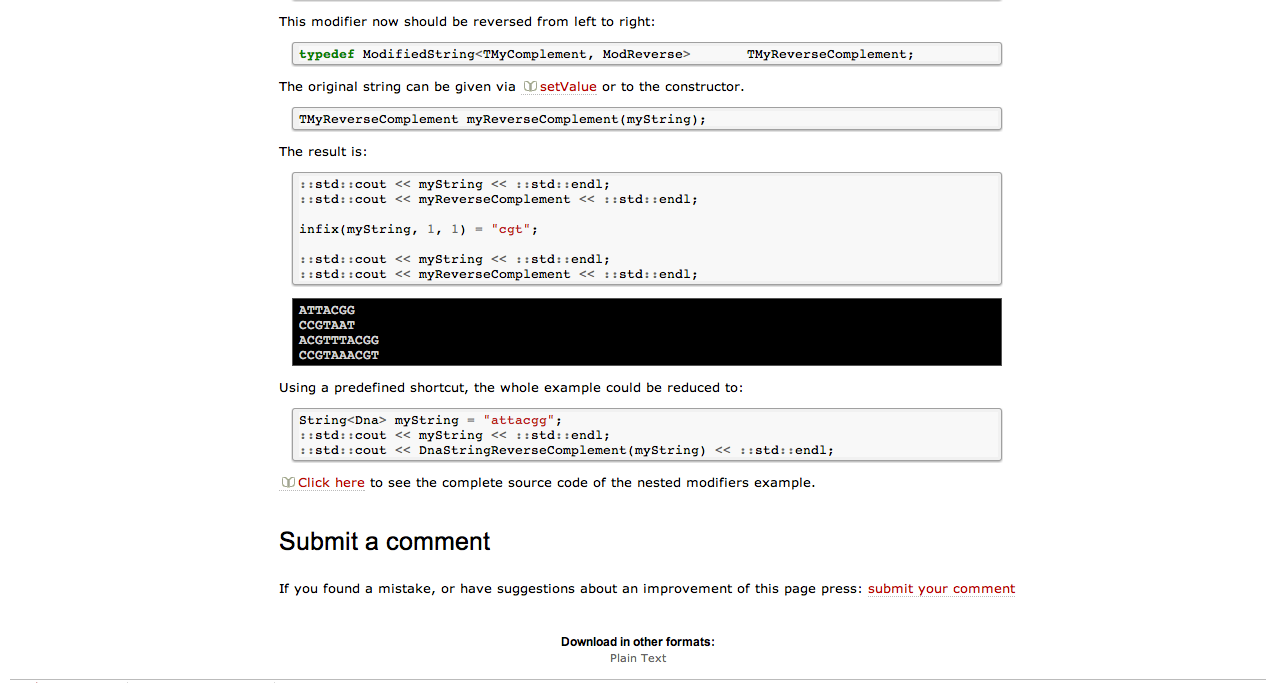 This modifier now should be reversed from left to right:
typedef ModifiedString<TMyComplement, ModReverse>       TMyReverseComplement;
The original string can be given via setValue or to the constructor.
TMyReverseComplement myReverseComplement(myString);
The result is:
::std::cout << myString << ::std::endl;
::std::cout << myReverseComplement << ::std::endl;
infix(myString, 1, 1) = "cgt";
::std::cout << myString << ::std::endl;
::std::cout << myReverseComplement << ::std::endl;
ATTACGG
CCGTAAT
ACGTTTACGG
CCGTAAACGT
Using a predefined shortcut, the whole example could be reduced to:
String<Dna> myString = "attacgg";
::std::cout << myString << ::std::endl;
::std::cout << DnaStringReverseComplement(myString) << ::std::endl;
Click here to see the complete source code of the nested modifiers example.
Submit a comment
If you found a mistake, or have suggestions about an improvement of this page press: submit your comment
Download in other formats:
Plain Text